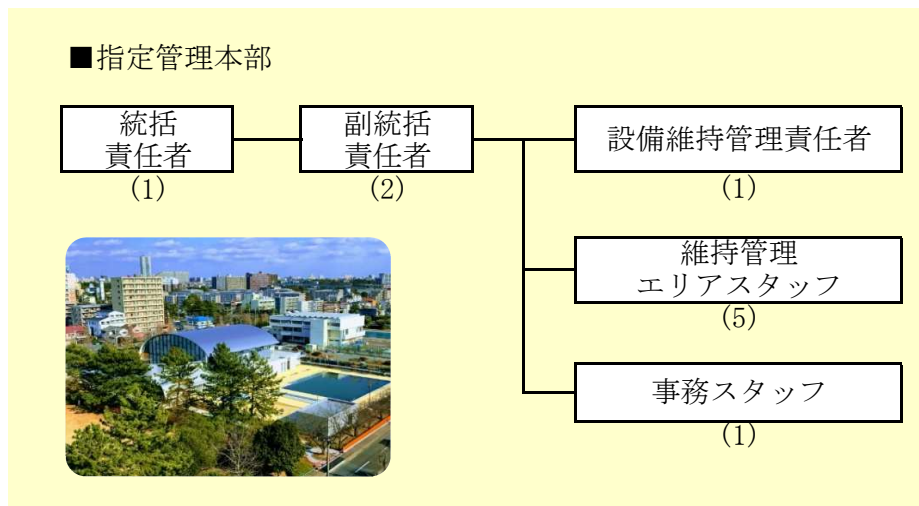 ■指定管理本部
統括
責任者
(1)
副統括
責任者
(2)
設備維持管理責任者
(1)
維持管理
エリアスタッフ
(5)
事務スタッフ
(1)